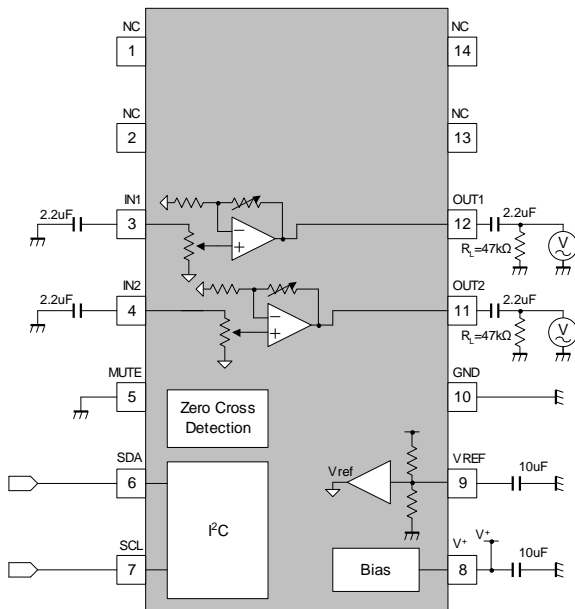 NC
1
NC
14
NC
2
NC
13
IN1
3
2.2uF
OUT1
12
2.2uF
RL=47kΩ
V
IN2
4
2.2uF
OUT2
11
2.2uF
RL=47kΩ
V
MUTE
5
GND
10
Zero Cross
Detection
SDA
6
Vref
VREF
9
10uF
I²C
SCL
7
Bias
V+
8
V+
10uF